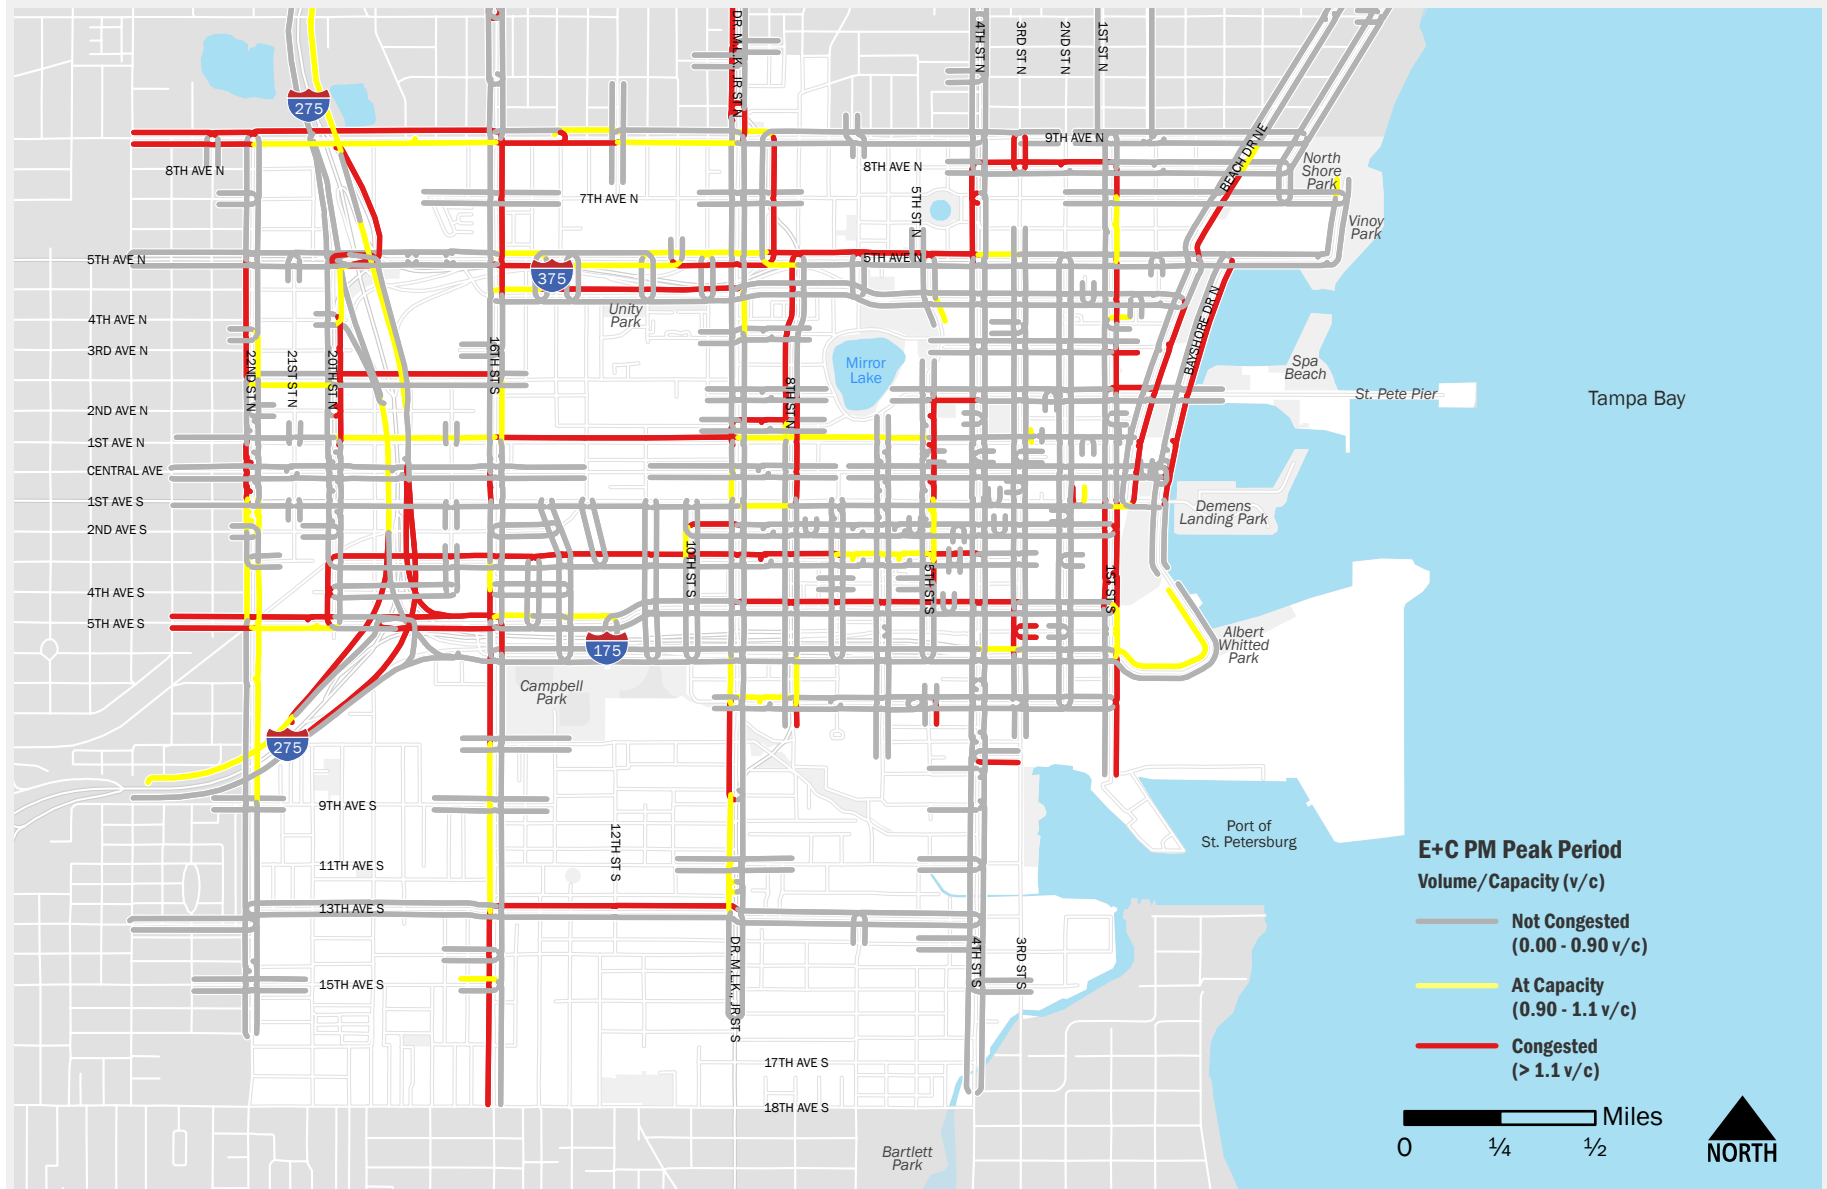 DR. M.L.K., JR ST N
4TH ST N
3RD ST N
2ND ST N
1ST ST N
275
9TH AVE N
BEACH DR NE
North
Shore
Park
8TH AVE N
8TH AVE N
7TH AVE N
5TH ST N
Vinoy
Park
5TH AVE N
5TH AVE N
375
Unity
Park
4TH AVE N
3RD AVE N
22ND ST N
21ST ST N
20TH ST N
16TH ST S
8TH ST N
Mirror
Lake
BAYSHORE DR N
Spa
Beach
St. Pete Pier
Tampa Bay
2ND AVE N
1ST AVE N
CENTRAL AVE
1ST AVE S
2ND AVE S
Demens
Landing Park
10TH ST S
5TH ST S
1ST ST S
4TH AVE S
5TH AVE S
175
Albert
Whitted
Park
Campbell
Park
275
9TH AVE S
12TH ST S
11TH AVE S
13TH AVE S
15TH AVE S
DR. M.L.K., JR ST S
4TH ST S
3RD ST S
17TH AVE S
18TH AVE S
Bartlett
Park
Port of
St. Petersburg
E+C PM Peak Period
Volume/Capacity (v/c)
Not Congested
(0.00 - 0.90 v/c)
At Capacity
(0.90 - 1.1 v/c)
Congested
(> 1.1 v/c)
Miles
0 ¼ ½
NORTH